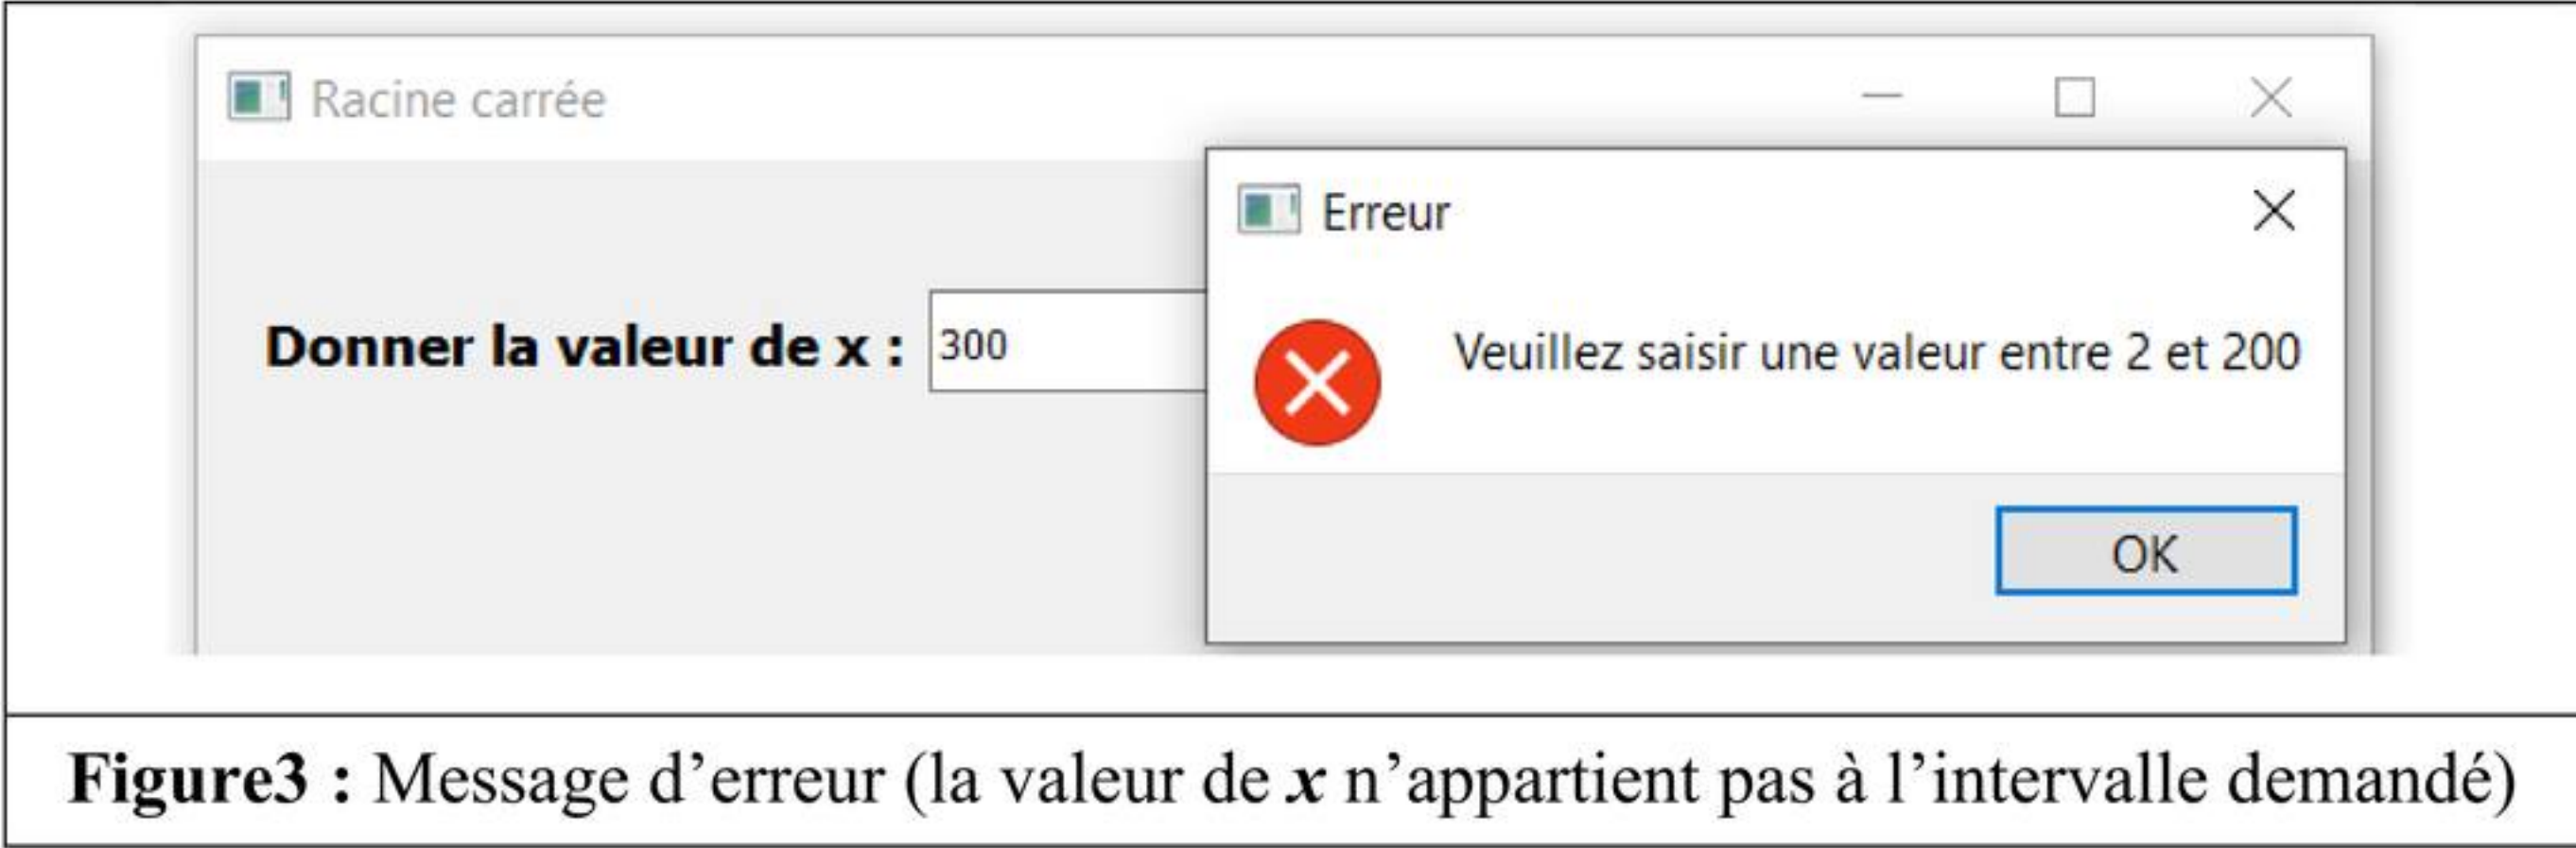 Racine carrée
Erreur
Donner la valeur de x :
300
Veuillez saisir une valeur entre 2 et 200
OK
Figure3 : Message d’erreur (la valeur de x n’appartient pas à l’intervalle demandé)